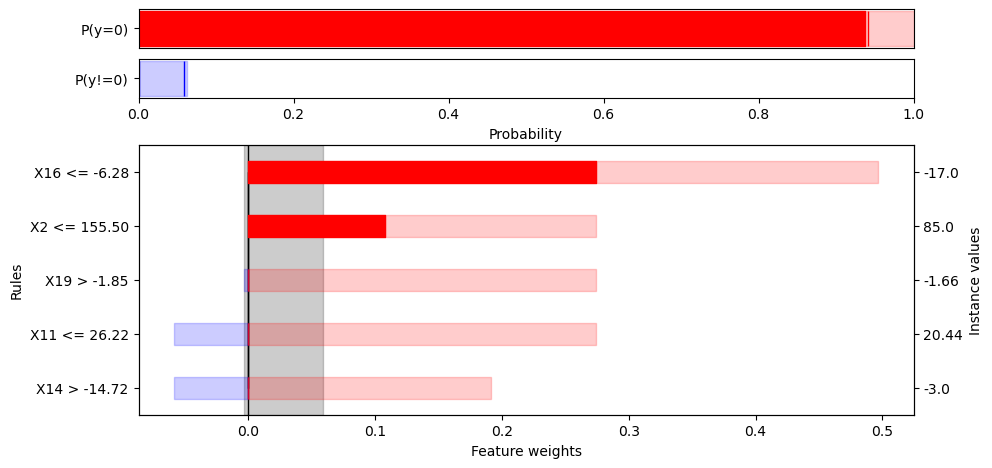 P(y=0)
P(y!=0)
0.0 0.2 0.4 0.6 0.8 1.0
Probability
X16 <= -6.28 -17.0
X2 <= 155.50 85.0
X19 > -1.85 -1.66
X11 <= 26.22 20.44
X14 > -14.72 -3.0
Rules
Instance values
0.0 0.1 0.2 0.3 0.4 0.5
Feature weights